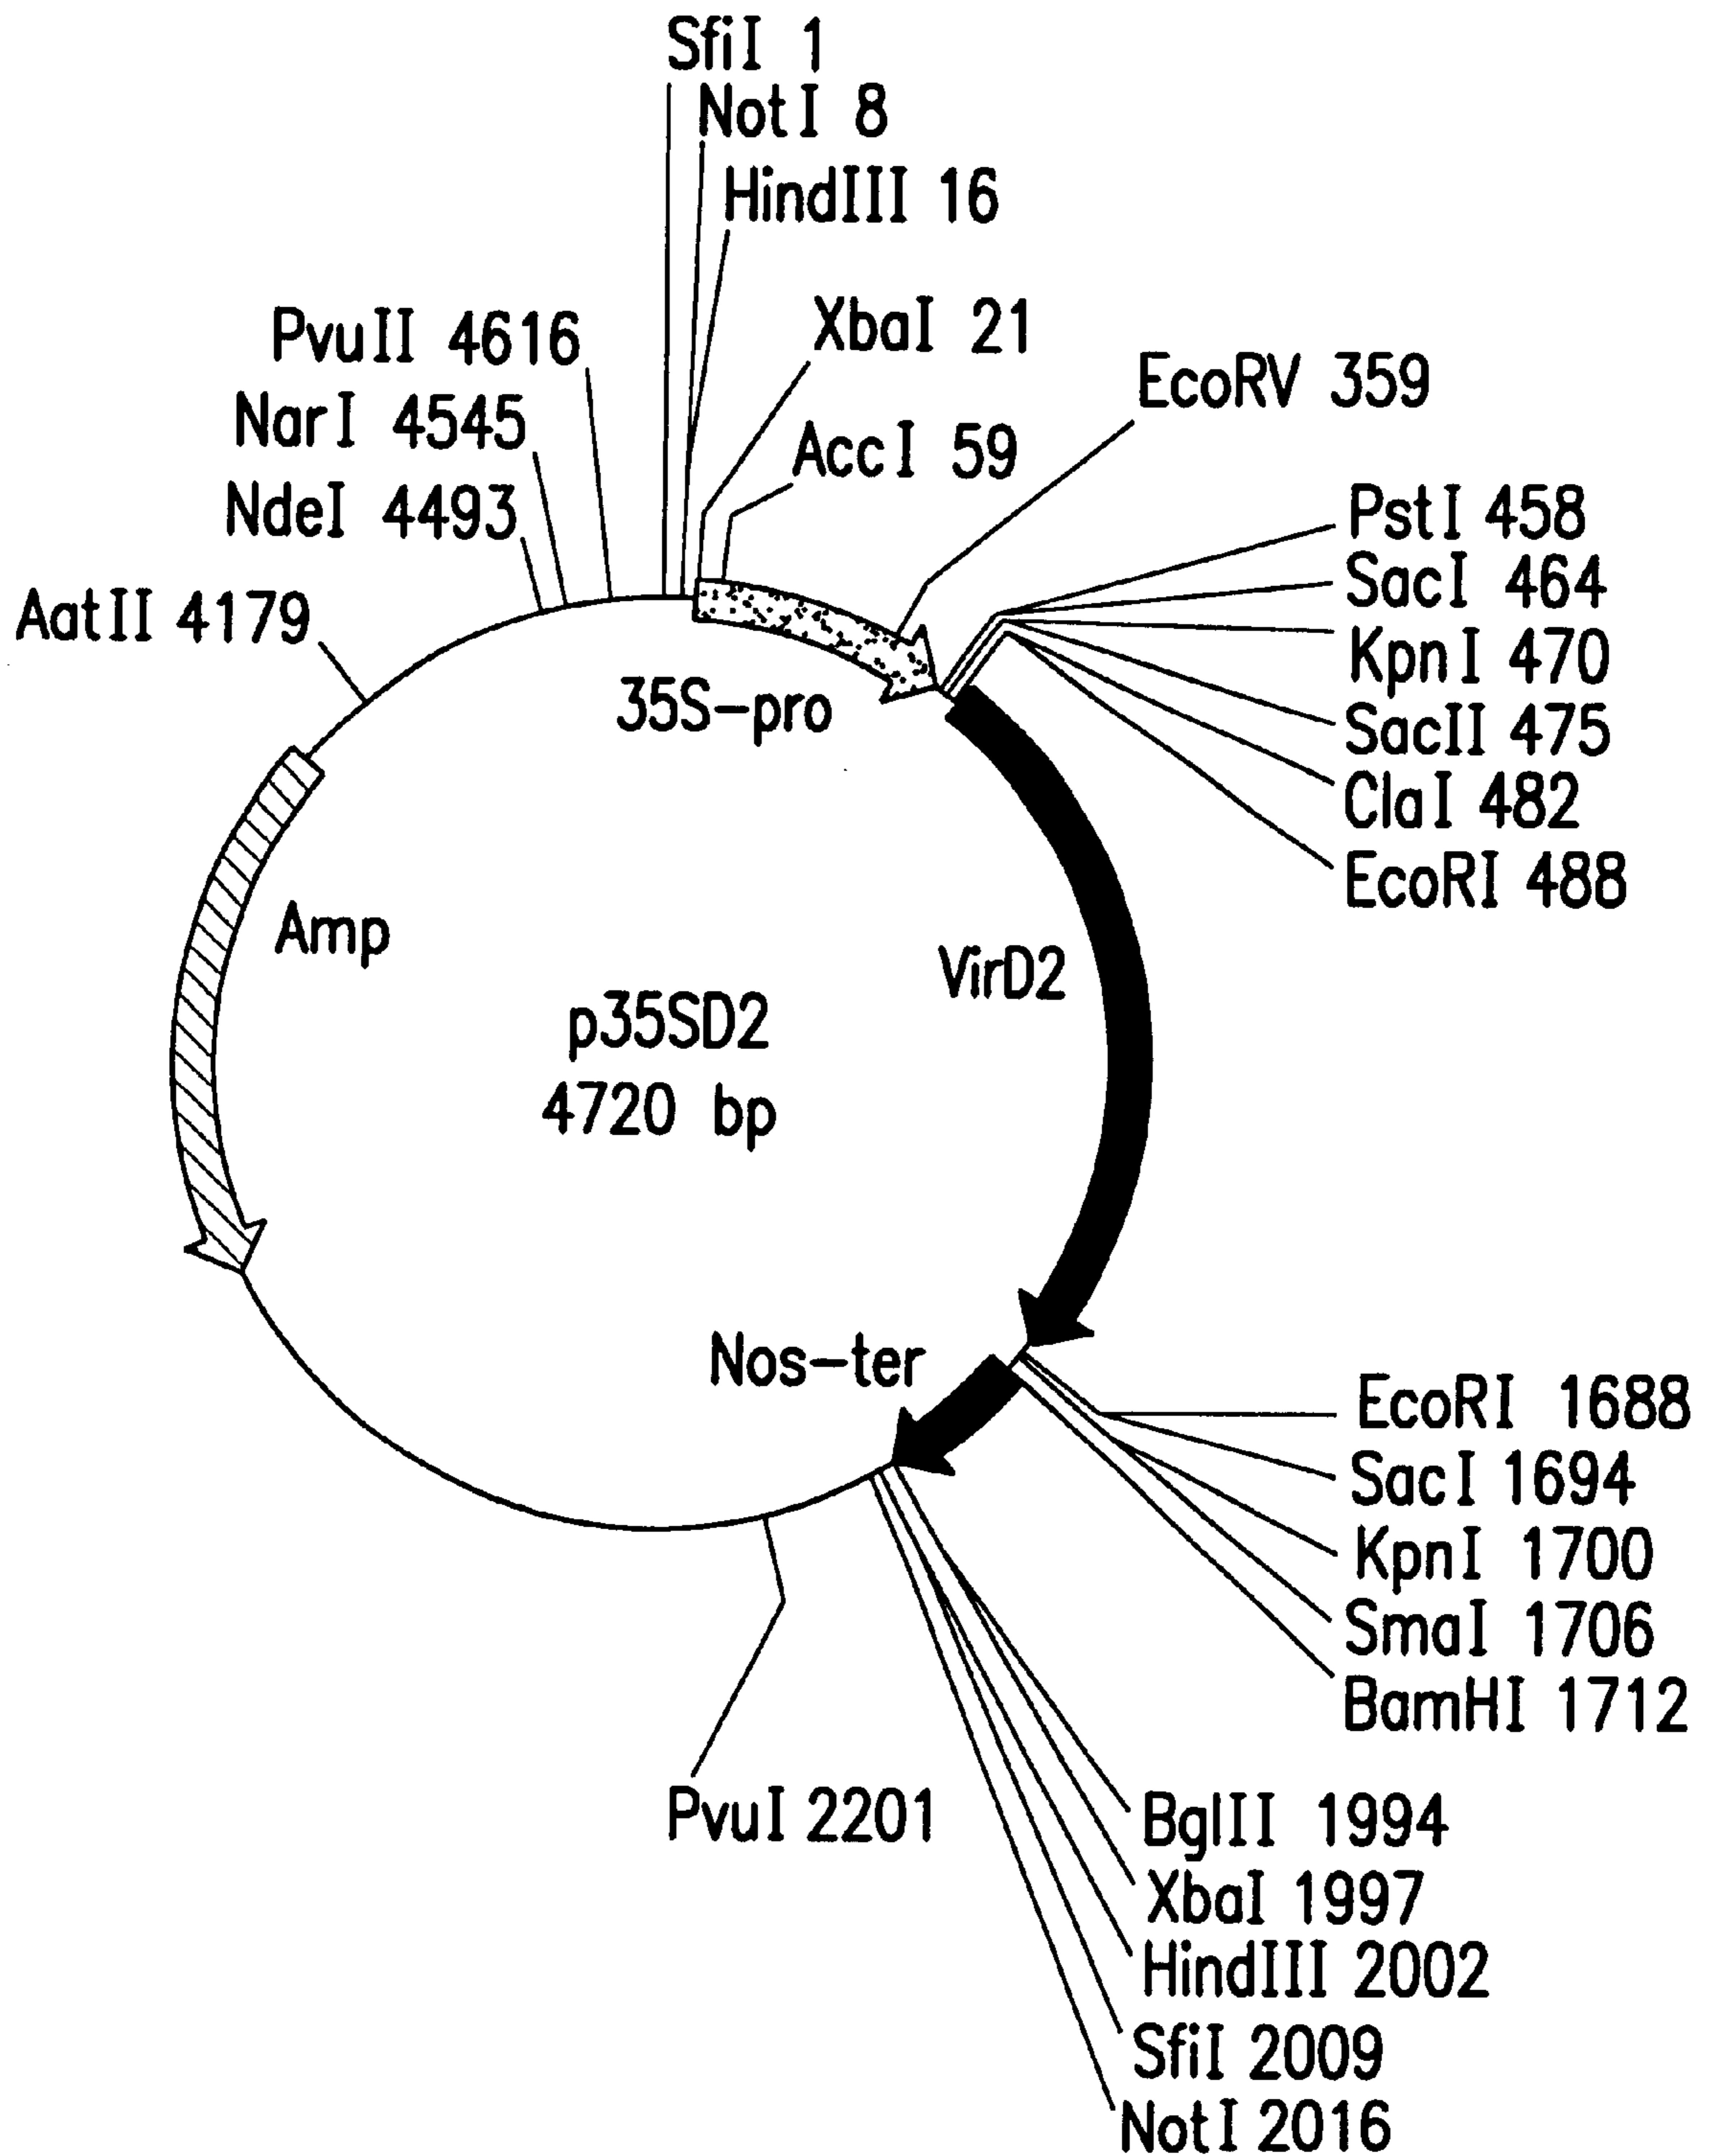 SfiI 1
NotI 8
HindIII 16
XbaI 21
AccI 59
EcoRV 359
PvuII 4616
NarI 4545
NdeI 4493
AatII 4179
PstI 458
SacI 464
KpnI 470
SacII 475
ClaI 482
EcoRI 488
35S-pro
Amp
VirD2
p35SD2
4720 bp
Nos-ter
EcoRI 1688
SacI 1694
KpnI 1700
SmaI 1706
BamHI 1712
PvuI 2201
BglII 1994
XbaI 1997
HindIII 2002
SfiI 2009
NotI 2016